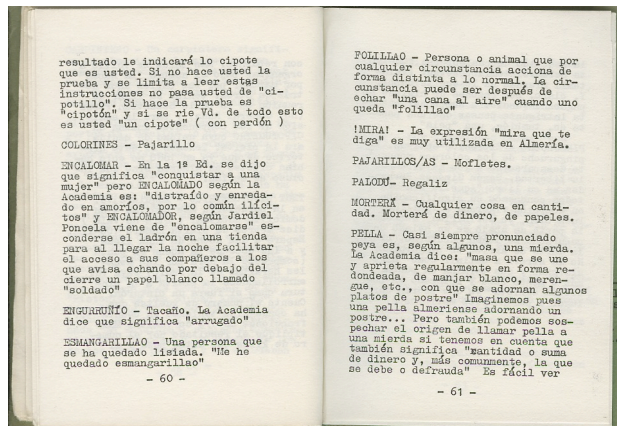 resultado le indicará lo cipote
que es usted. Si no hace usted la
prueba y se limita a leer estas
instrucciones no pasa usted de "ci-
potillo". Si hace la prueba es
"cipotón" y si se rie Vd. de todo esto
es usted "un cipote" ( con perdón )
COLORINES - Pajarillo
ENCALOMAR - En la 1ª Ed. se dijo
que significa "conquistar a una
mujer" pero ENCALOMADO según la
Academia es: "distraído y enreda-
do en amoríos, por lo común ilíci-
tos" y ENCALOMADOR, según Jardiel
Poncela viene de "encalomarse" es-
conderse el ladrón en una tienda
para al llegar la noche facilitar
el acceso a sus compañeros a los
que avisa echando por debajo del
cierre un papel blanco llamado
"soldado"
ENGURRUÑÍO - Tacaño. La Academia
dice que significa "arrugado"
ESMANGARILLAO - Una persona que
se ha quedado lisiada. "Me he
quedado esmangarillao"
- 60 -
FOLILLAO - Persona o animal que por
cualquier circunstancia acciona de
forma distinta a lo normal. La cir-
cunstancia puede ser después de
echar "una cana al aire" cuando uno
queda "folillao"
!MIRA! - La expresión "mira que te
diga" es muy utilizada en Almería.
PAJARILLOS/AS - Mofletes.
PALODÚ- Regaliz
MORTERÁ - Cualquier cosa en canti-
dad. Morterá de dinero, de papeles.
PELLA - Casi siempre pronunciado
peya es, según algunos, una mierda.
La Academia dice: "masa que se une
y aprieta regularmente en forma re-
dondeada, de manjar blanco, meren-
gue, etc., con que se adornan algunos
platos de postre" Imaginemos pues
una pella almeriense adornando un
postre... Pero también podemos sos-
pechar el origen de llamar pella a
una mierda si tenemos en cuenta que
también significa "cantidad o suma
de dinero y, más comunmente, la que
se debe o defrauda"  Es fácil ver
- 61 -